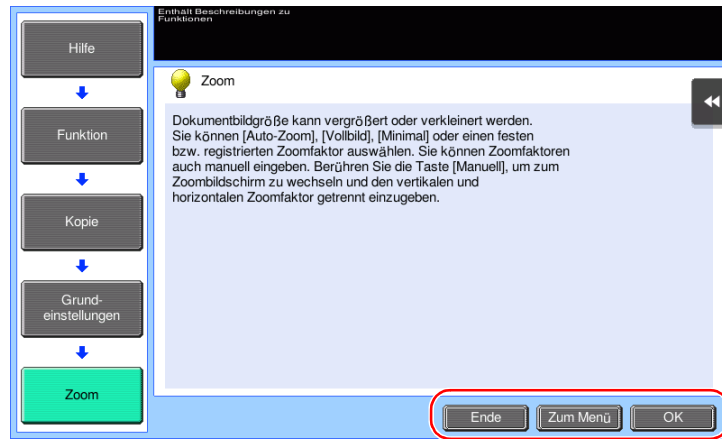 Enthält Beschreibungen zu
Funktionen
Hilfe
Funktion
Kopie
Grund-
einstellungen
Zoom
Zoom
Dokumentbildgröße kann vergrößert oder verkleinert werden.
Sie können [Auto-Zoom], [Vollbild], [Minimal] oder einen festen
bzw. registrierten Zoomfaktor auswählen. Sie können Zoomfaktoren
auch manuell eingeben. Berühren Sie die Taste [Manuell], um zum
Zoombildschirm zu wechseln und den vertikalen und
horizontalen Zoomfaktor getrennt einzugeben.
Ende
Zum Menü
OK